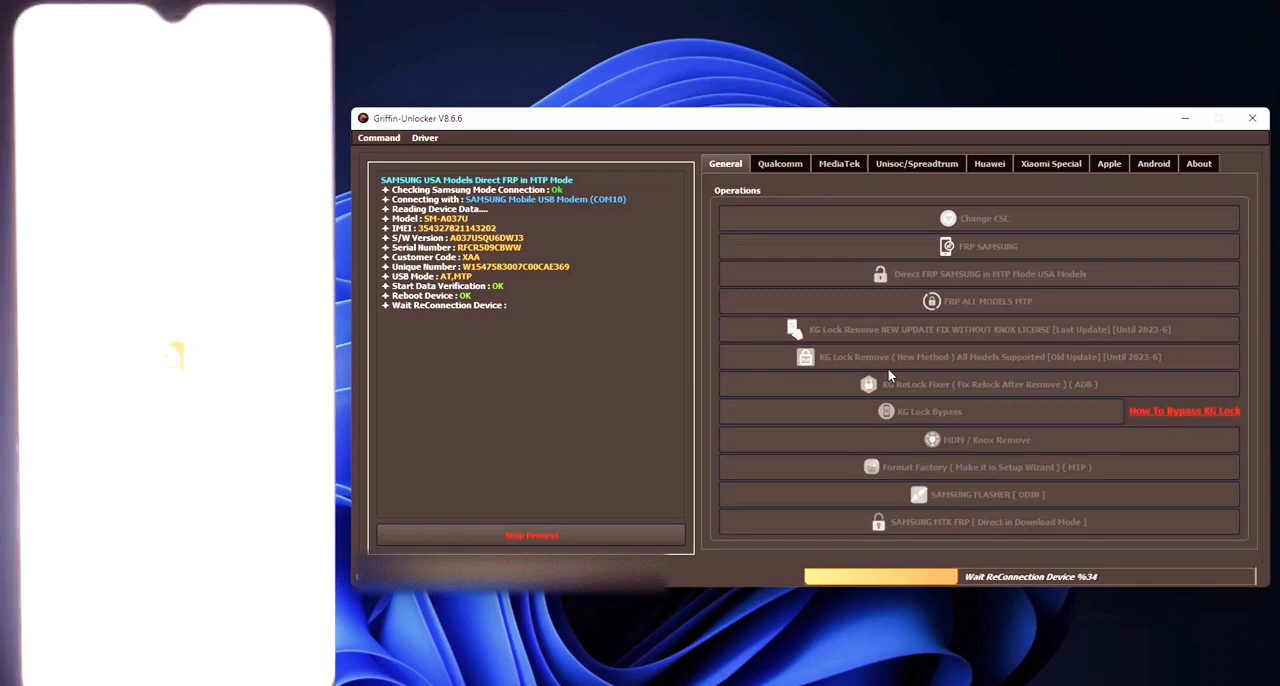 Griffin-Unlocker V8.6.6
Command Driver
SAMSUNG USA Models Direct FRP in MTP Mode
Checking Samsung Mode Connection : Ok
Connecting with : SAMSUNG Mobile USB Modem (COM10)
Reading Device Data....
Model : SM-A037U
IMEI : 354327821143202
S/W Version : A037USQU6DWJ3
Serial Number : RFCR509CBWW
Customer Code : XAA
Unique Number : W1547583007C00CAE369
USB Mode : AT,MTP
Start Data Verification : OK
Reboot Device : OK
Wait ReConnection Device :
Stop Process
General Qualcomm MediaTek Unisoc/Spreadtrum Huawei Xiaomi Special Apple Android About
Operations
Change CSC
FRP SAMSUNG
Direct FRP SAMSUNG in MTP Mode USA Models
FRP ALL MODELS MTP
KG Lock Remove NEW UPDATE FIX WITHOUT KNOX LICENSE [Last Update] [Until 2023-6]
KG Lock Remove ( New Method ) All Models Supported [Old Update] [Until 2023-6]
KG ReLock Fixer ( Fix Relock After Remove ) ( ADB )
KG Lock Bypass How To Bypass KG Lock
MDM / Knox Remove
Format Factory ( Make it in Setup Wizard ) ( MTP )
SAMSUNG FLASHER [ ODIN ]
SAMSUNG MTK FRP [ Direct in Download Mode ]
Wait ReConnection Device %34